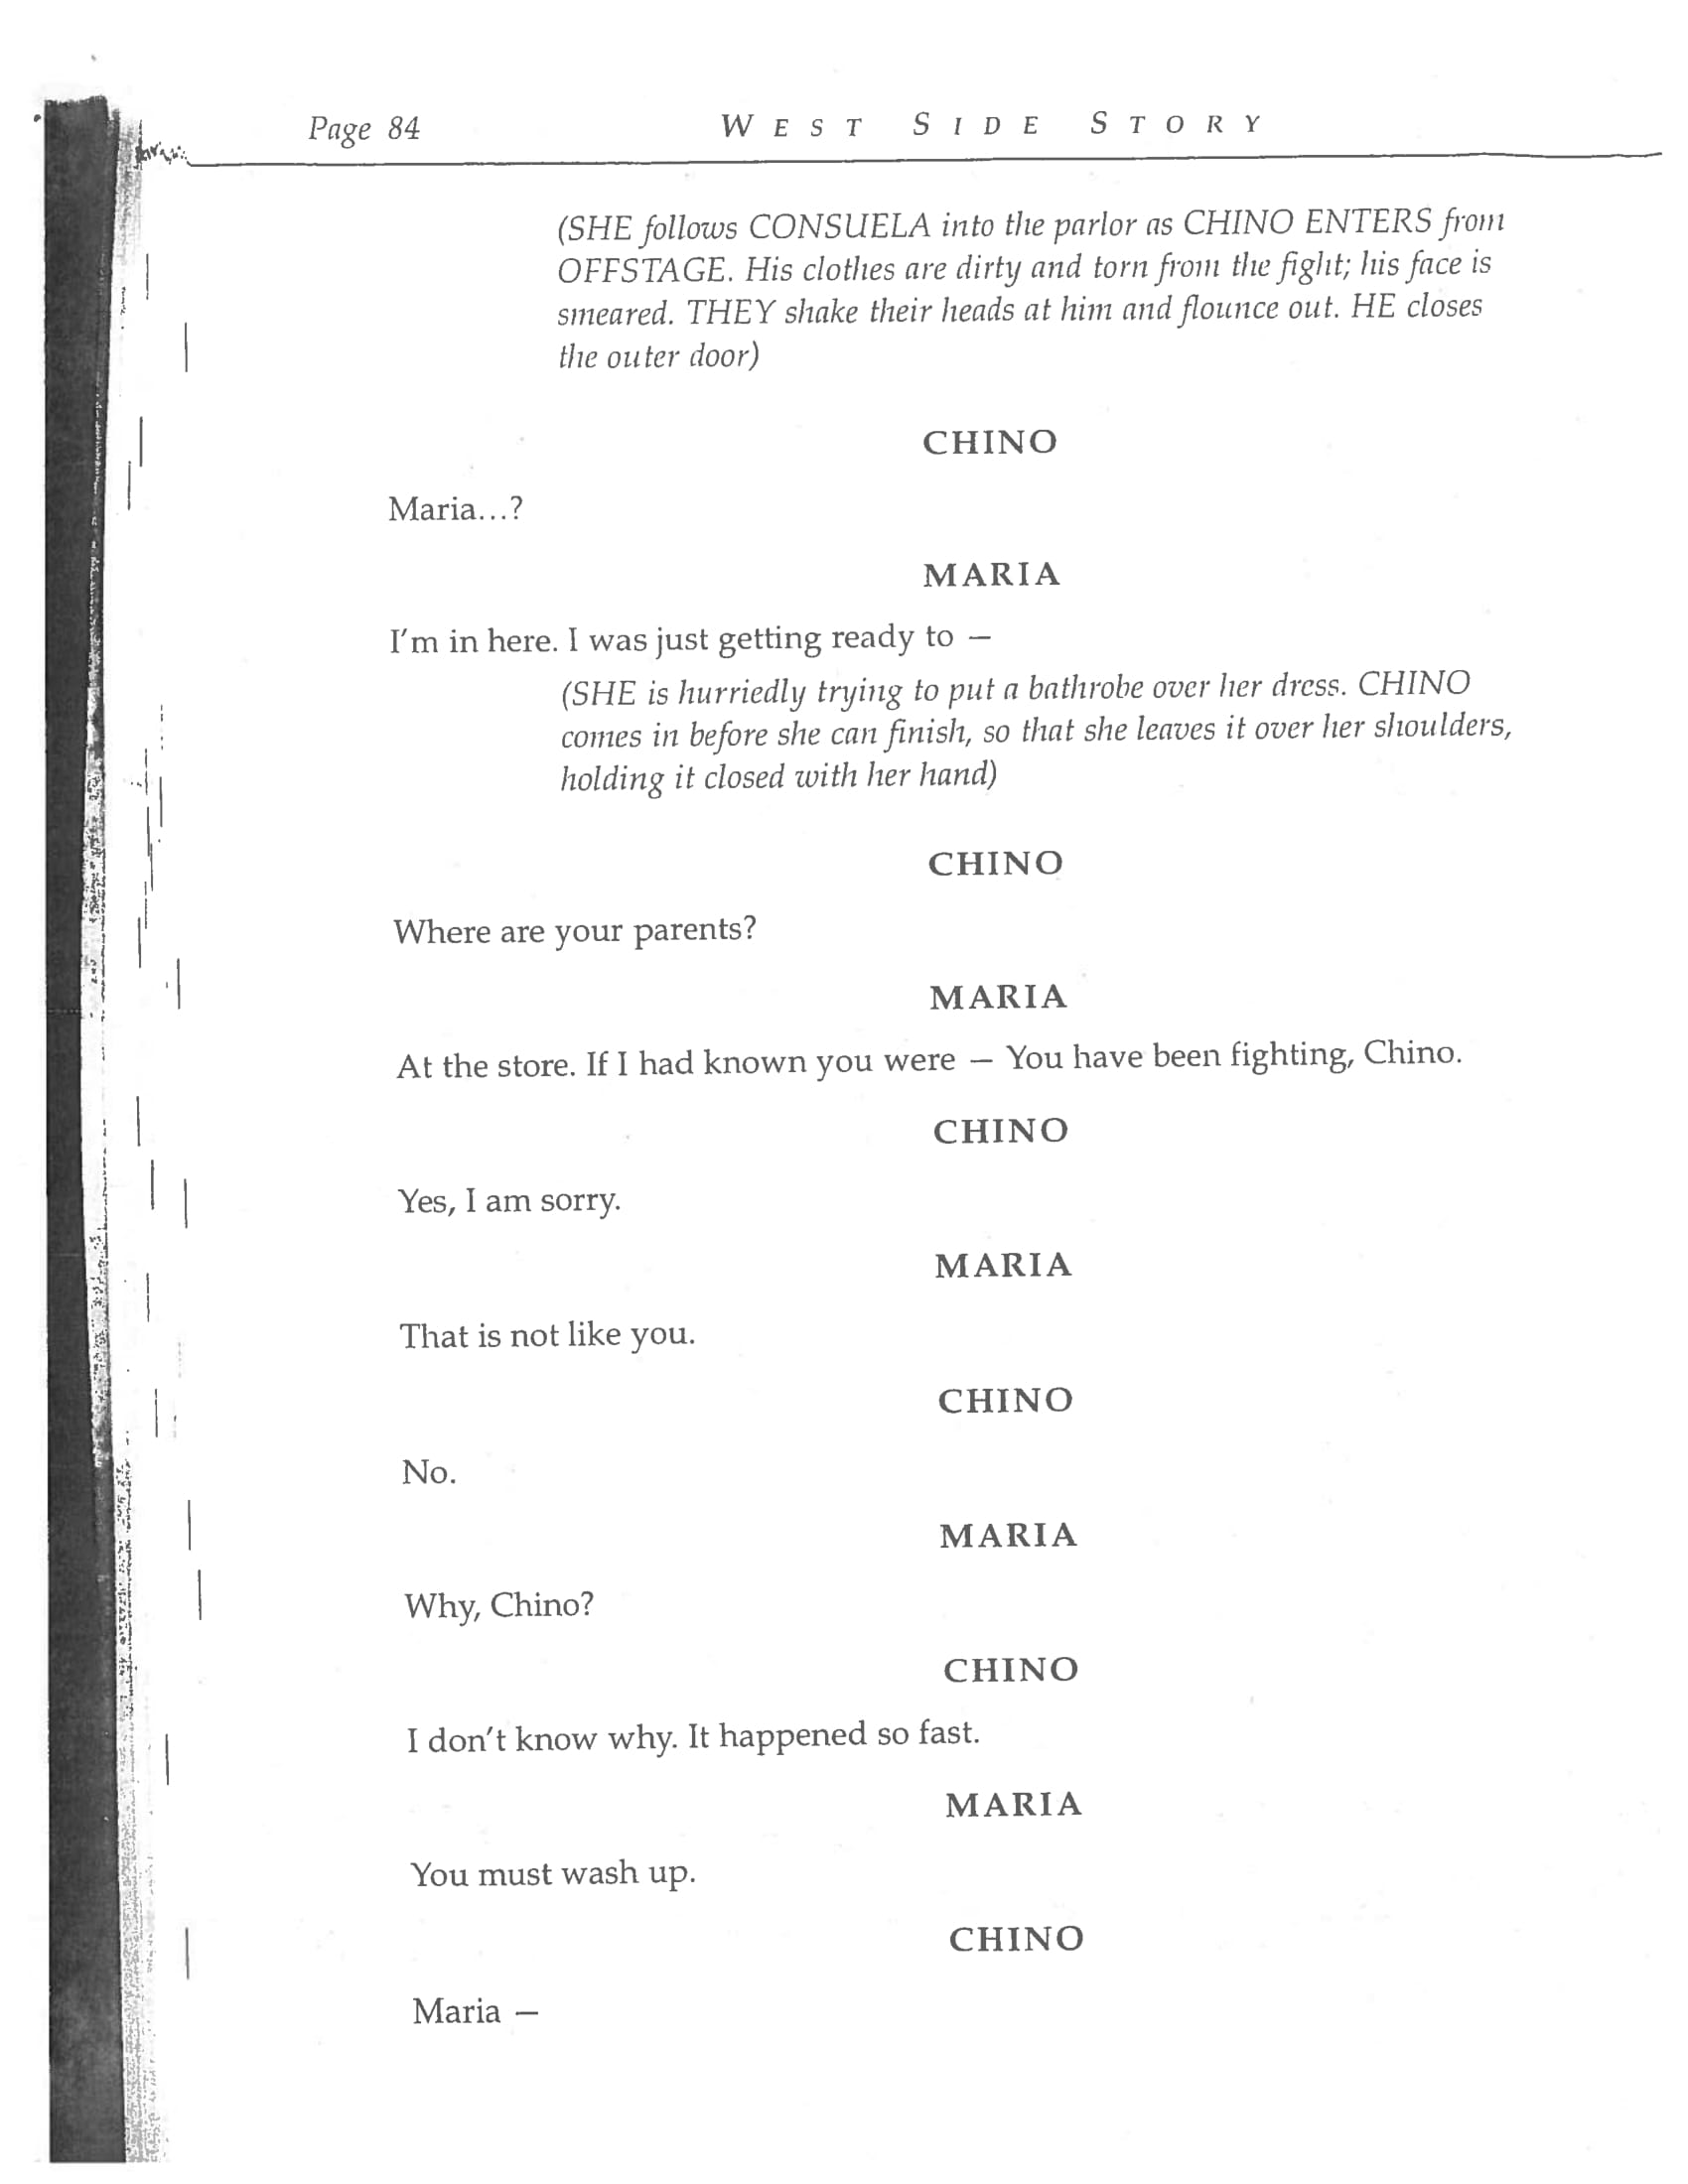 Page 84 WEST SIDE STORY
(SHE follows CONSUELA into the parlor as CHINO ENTERS from
OFFSTAGE. His clothes are dirty and torn from the fight; his face is
smeared. THEY shake their heads at him and flounce out. HE closes
the outer door)
CHINO
Maria...?
MARIA
I'm in here. I was just getting ready to —
(SHE is hurriedly trying to put a bathrobe over her dress. CHINO
comes in before she can finish, so that she leaves it over her shoulders,
holding it closed with her hand)
CHINO
Where are your parents?
MARIA
At the store. If I had known you were — You have been fighting, Chino.
CHINO
Yes, I am sorry.
MARIA
That is not like you.
CHINO
No.
MARIA
Why, Chino?
CHINO
I don't know why. It happened so fast.
MARIA
You must wash up.
CHINO
Maria —